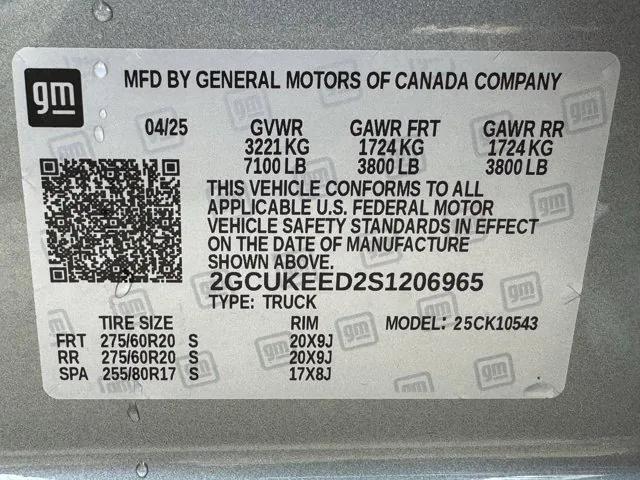 gm
MFD BY GENERAL MOTORS OF CANADA COMPANY
04/25 GVWR GAWR FRT GAWR RR
3221 KG 1724 KG 1724 KG
7100 LB 3800 LB 3800 LB
THIS VEHICLE CONFORMS TO ALL
APPLICABLE U.S. FEDERAL MOTOR
VEHICLE SAFETY STANDARDS IN EFFECT
ON THE DATE OF MANUFACTURE
SHOWN ABOVE.
2GCUKEED2S1206965
TYPE: TRUCK
TIRE SIZE RIM MODEL: 25CK10543
FRT 275/60R20 S 20X9J
RR 275/60R20 S 20X9J
SPA 255/80R17 S 17X8J